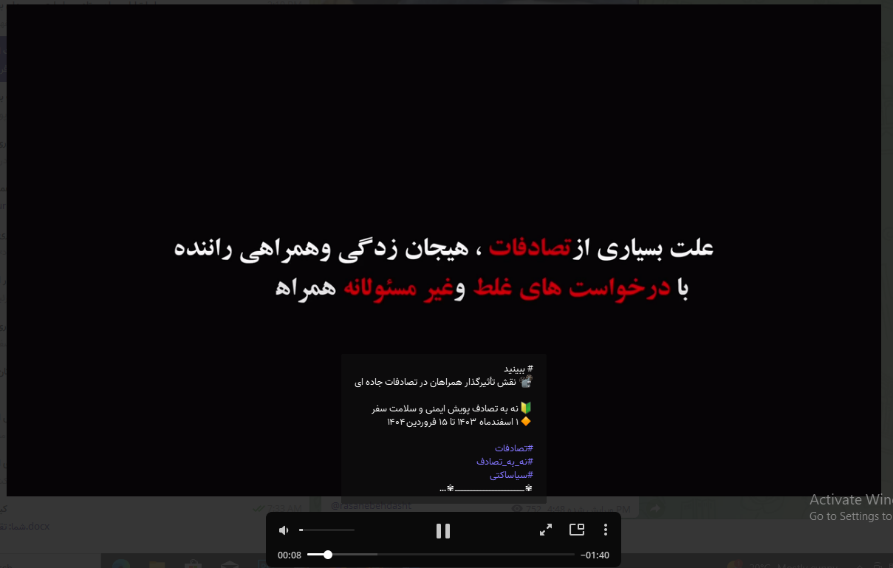 علت بسیاری از تصادفات ، هیجان زدگی وهمراهی راننده
با درخواست های غلط وغیر مسئولانه همراه
# ببینید
📽 نقش تأثیرگذار همراهان در تصادفات جاده ای
🔰 نه به تصادف پویش ایمنی و سلامت سفر
🔶 ۱ اسفندماه ۱۴۰۳ تا ۱۵ فروردین ۱۴۰۴
#تصادفات
#نه_به_تصادف
#سیاساکتی
Activate Win
Go to Settings to
00:08
−01:40